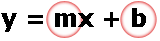 y = mx + b